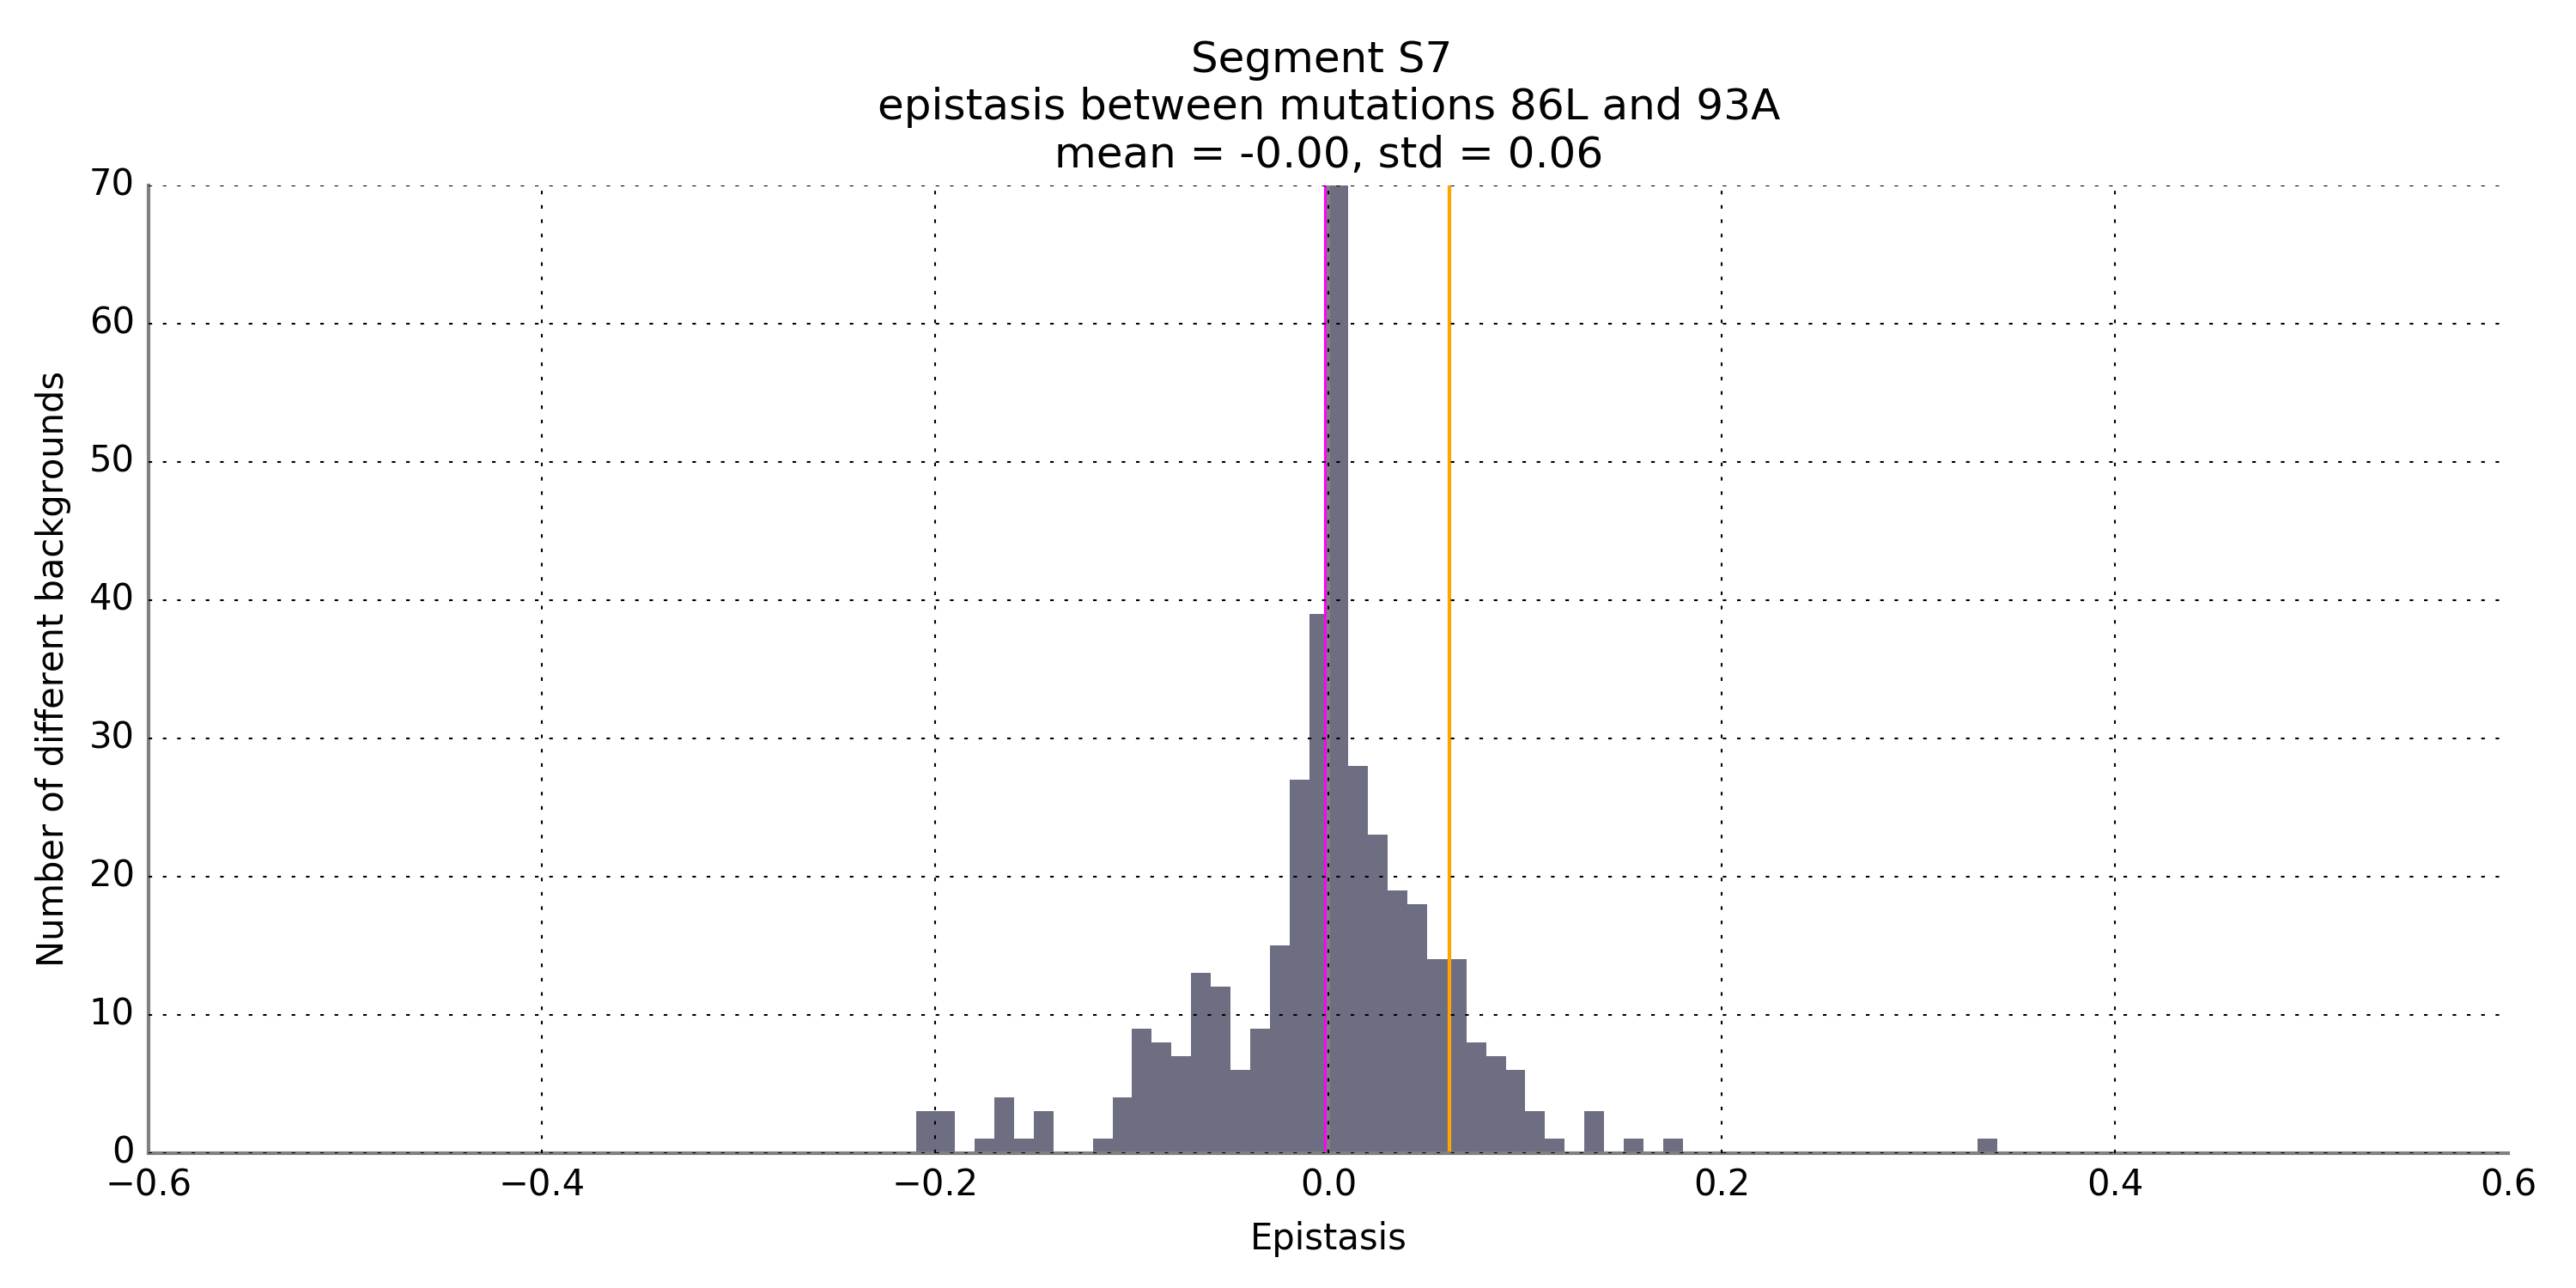 Segment S7
epistasis between mutations 86L and 93A
mean = -0.00, std = 0.06
Number of different backgrounds
70
60
50
40
30
20
10
0
−0.6 −0.4 −0.2 0.0 0.2 0.4 0.6
Epistasis